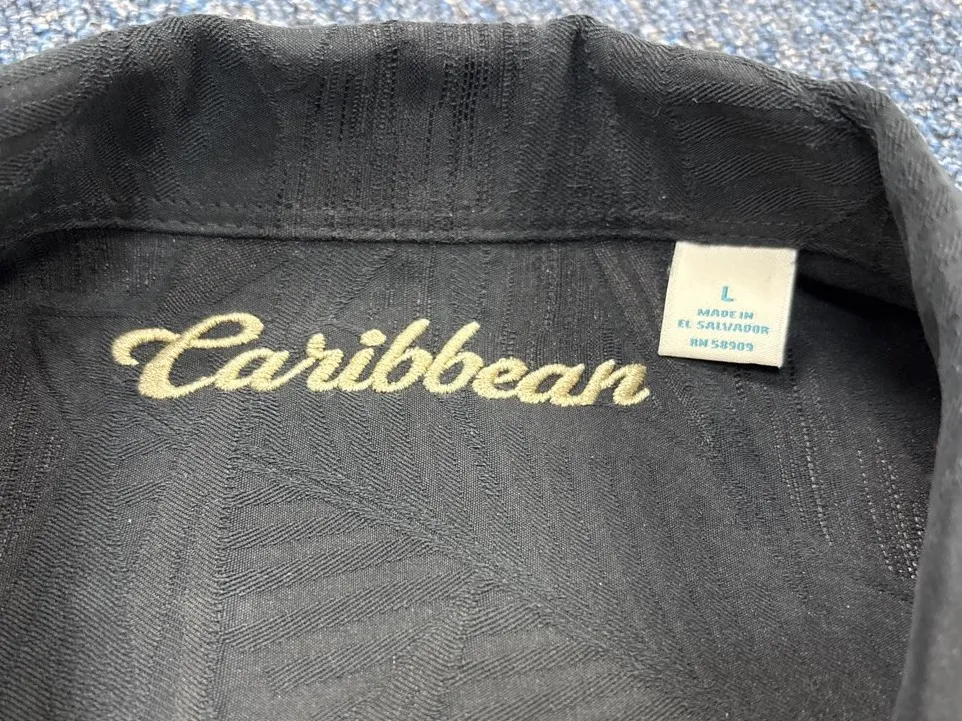 Caribbean
L
MADE IN
EL SALVADOR
RN 58909